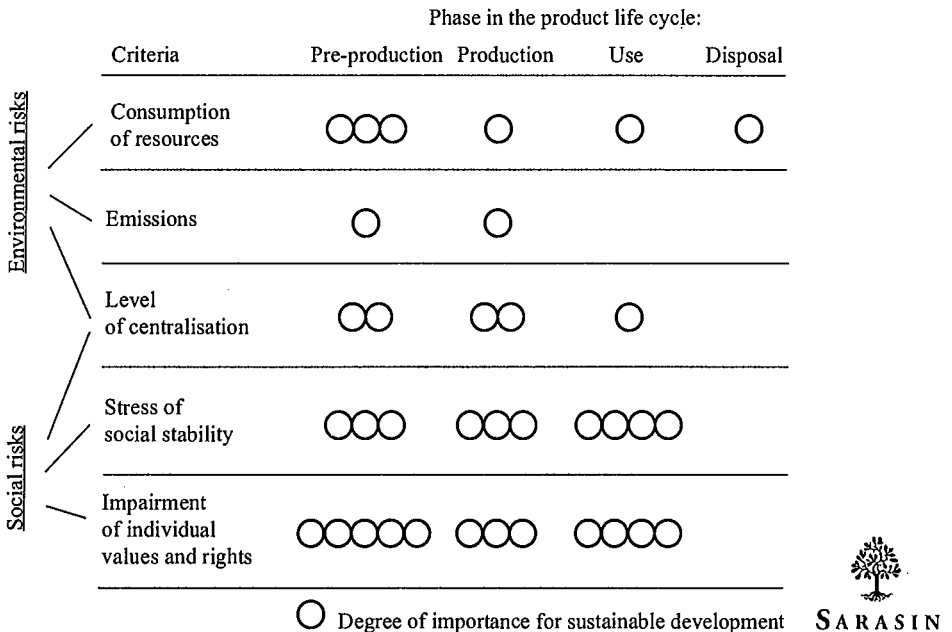 Phase in the product life cycle:
Criteria Pre-production Production Use Disposal
Environmental risks
Consumption
of resources
Emissions
Level
of centralisation
Social risks
Stress of
social stability
Impairment
of individual
values and rights
Degree of importance for sustainable development
SARASIN